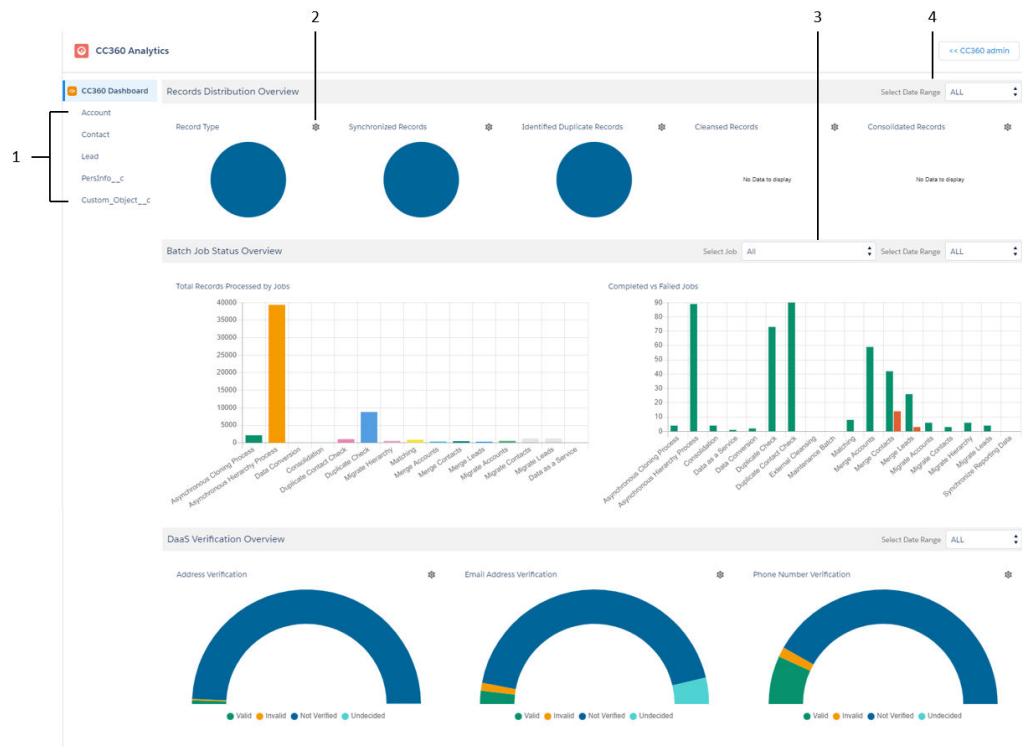 2 3 4
CC360 Analytics << CC360 admin
CC360 Dashboard Records Distribution Overview Select Date Range ALL
Account
Record Type Synchronized Records Identified Duplicate Records Cleansed Records Consolidated Records
Contact
1 Lead
PersInfo__c No Data to display No Data to display
Custom_Object__c
Batch Job Status Overview Select Job All Select Date Range ALL
Total Records Processed by Jobs Completed vs Failed Jobs
40000
35000
30000
25000
20000
15000
10000
5000
0
Asynchronous Cloning Process
Asynchronous Hierarchy Process
Data Conversion
Consolidation
Duplicate Contact Check
Duplicate Check
Migrate Hierarchy
Matching
Merge Accounts
Merge Contacts
Merge Leads
Migrate Accounts
Migrate Contacts
Migrate Leads
Data as a Service
90
80
70
60
50
40
30
20
10
0
Asynchronous Cloning Process
Asynchronous Hierarchy Process
Consolidation
Data as a Service
Data Conversion
Duplicate Check
Duplicate Contact Check
External Cleansing
Maintenance Batch
Matching
Merge Accounts
Merge Contacts
Merge Leads
Migrate Accounts
Migrate Contacts
Migrate Hierarchy
Migrate Leads
Synchronize Reporting Data
DaaS Verification Overview Select Date Range ALL
Address Verification Email Address Verification Phone Number Verification
Valid Invalid Not Verified Undecided Valid Invalid Not Verified Undecided Valid Invalid Not Verified Undecided